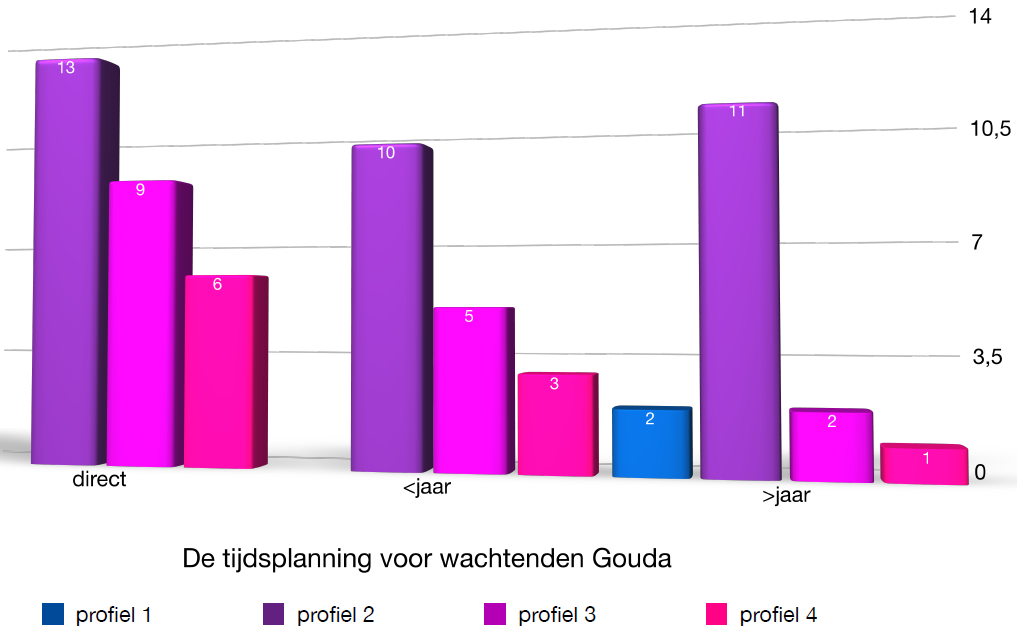 14
13
11
10,5
10
9
7
6
5
3,5
3
2
2
1
0
direct
<jaar
>jaar
De tijdsplanning voor wachtenden Gouda
profiel 1
profiel 2
profiel 3
profiel 4